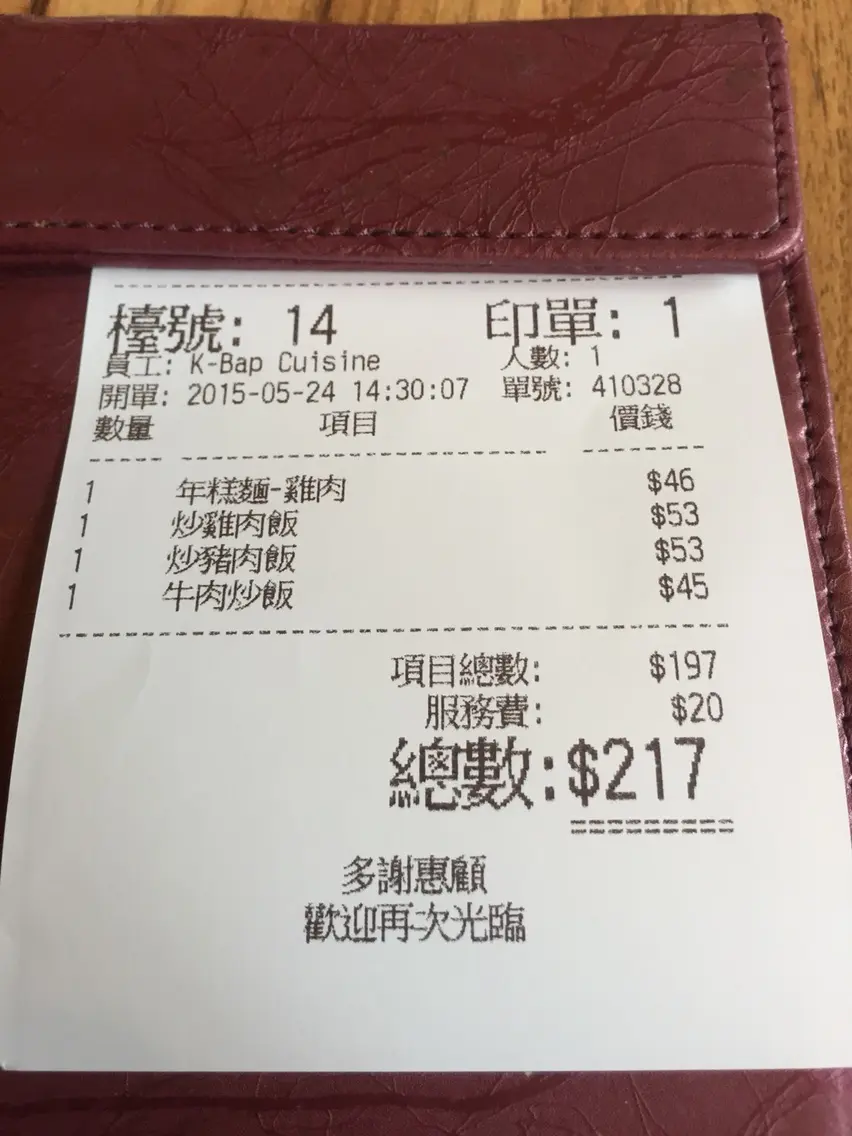 檯號: 14 印單: 1
員工: K-Bap Cuisine 人數: 1
開單: 2015-05-24 14:30:07 單號: 410328
數量 項目 價錢
1 年糕麵-雞肉 $46
1 炒雞肉飯 $53
1 炒豬肉飯 $53
1 牛肉炒飯 $45
項目總數: $197
服務費: $20
總數:$217
多謝惠顧
歡迎再次光臨